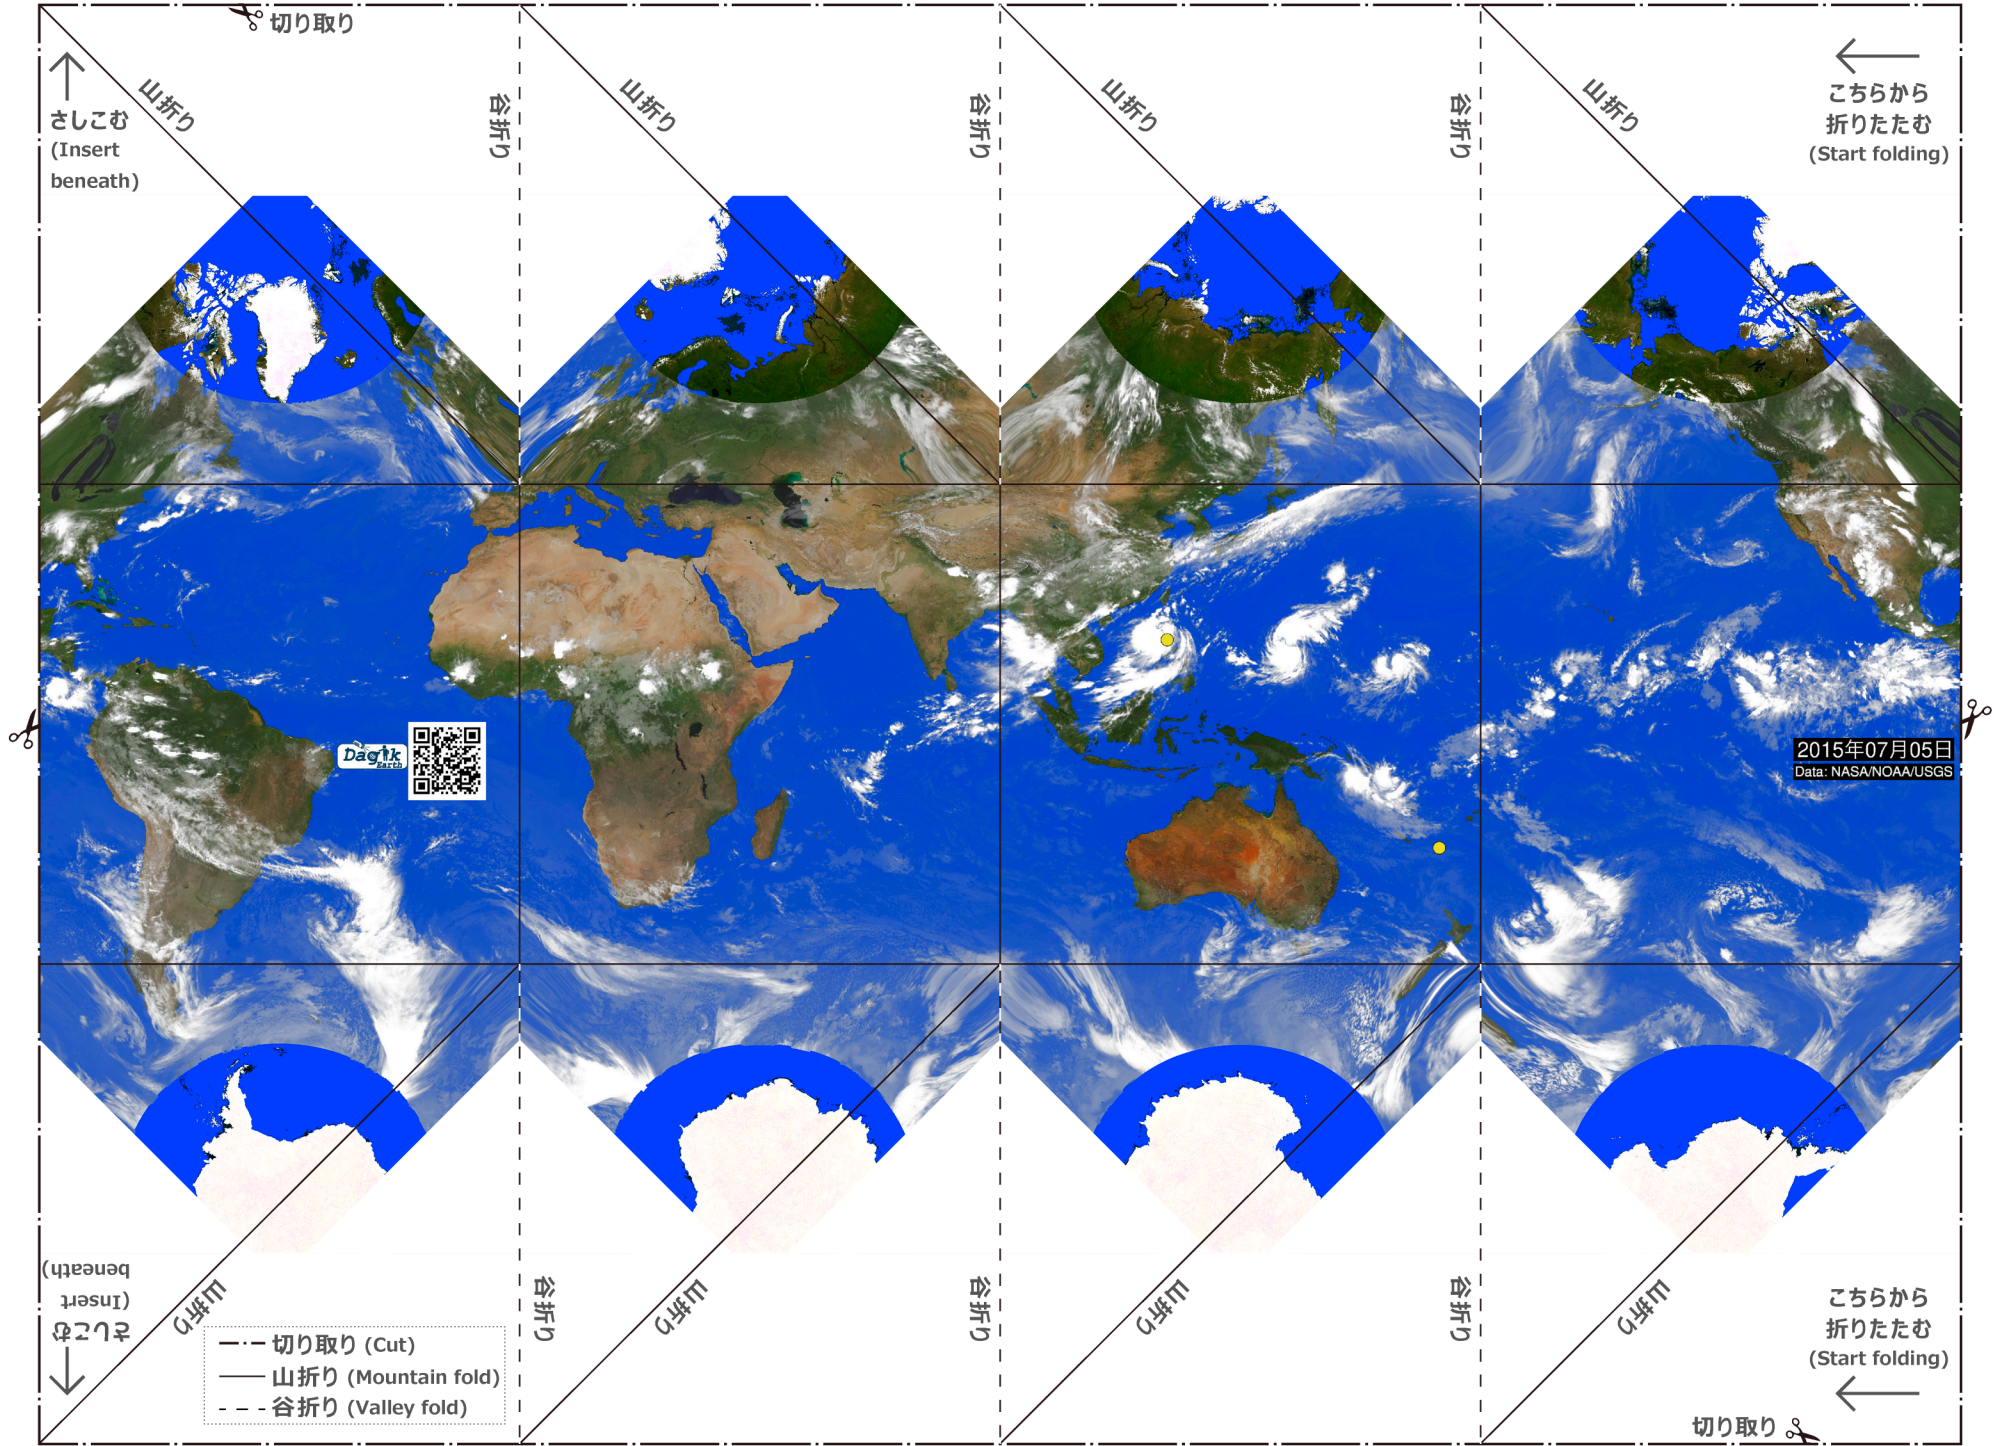 切り取り
さしこむ
(Insert
beneath)
山折り
谷折り
山折り
谷折り
山折り
谷折り
山折り
こちらから
折りたたむ
(Start folding)
Dagik
Earth
2015年07月05日
Data: NASA/NOAA/USGS
さしこむ
(Insert
beneath)
山折り
谷折り
山折り
谷折り
山折り
谷折り
山折り
こちらから
折りたたむ
(Start folding)
切り取り (Cut)
山折り (Mountain fold)
谷折り (Valley fold)
切り取り